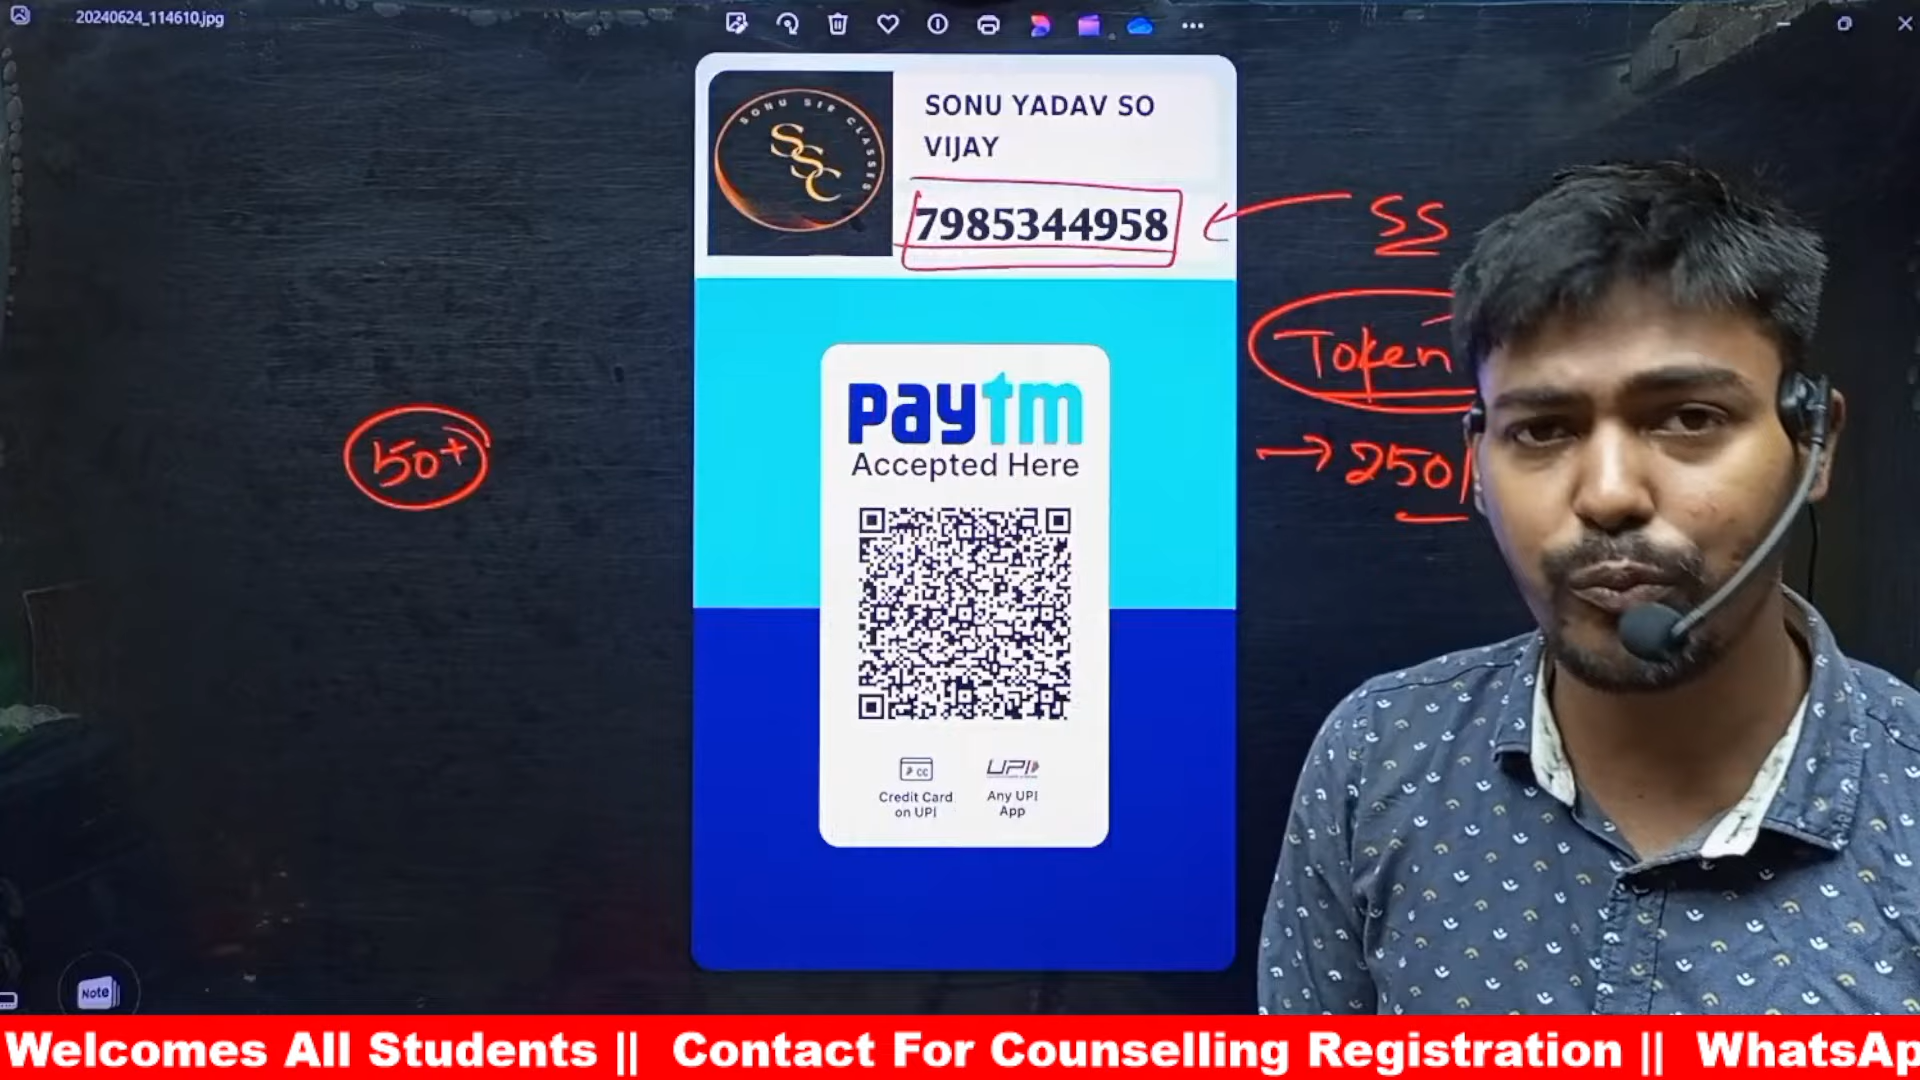 20240624_114610.jpg
SONU SIR CLASSES
SSC
SONU YADAV SO
VIJAY
7985344958
SS
Token
→ 250/
50+
paytm
Accepted Here
CC
UPI
Credit Card
on UPI
Any UPI
App
Note
Welcomes All Students || Contact For Counselling Registration || WhatsAp